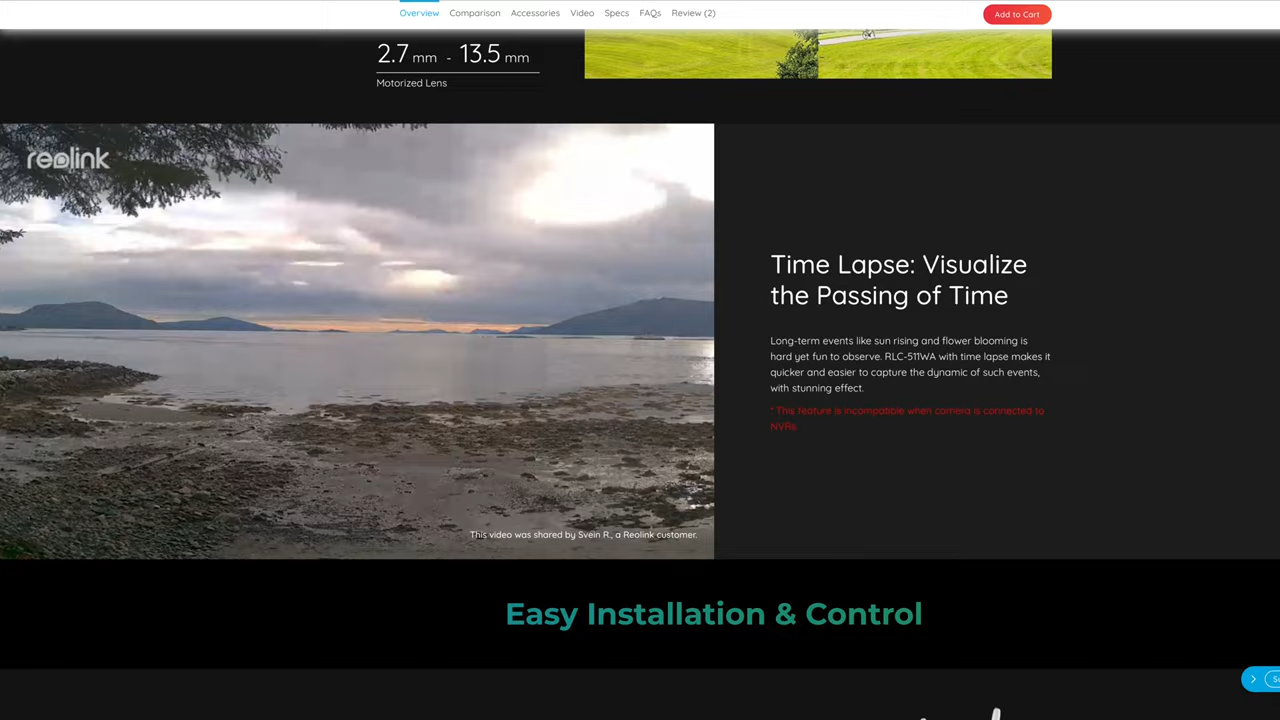 Overview Comparison Accessories Video Specs FAQs Review (2) Add to Cart
2.7 mm - 13.5 mm
Motorized Lens
reolink
Time Lapse: Visualize
the Passing of Time
Long-term events like sun rising and flower blooming is
hard yet fun to observe. RLC-511WA with time lapse makes it
quicker and easier to capture the dynamic of such events,
with stunning effect.
* This feature is incompatible when camera is connected to
NVRs.
This video was shared by Svein R., a Reolink customer.
Easy Installation & Control